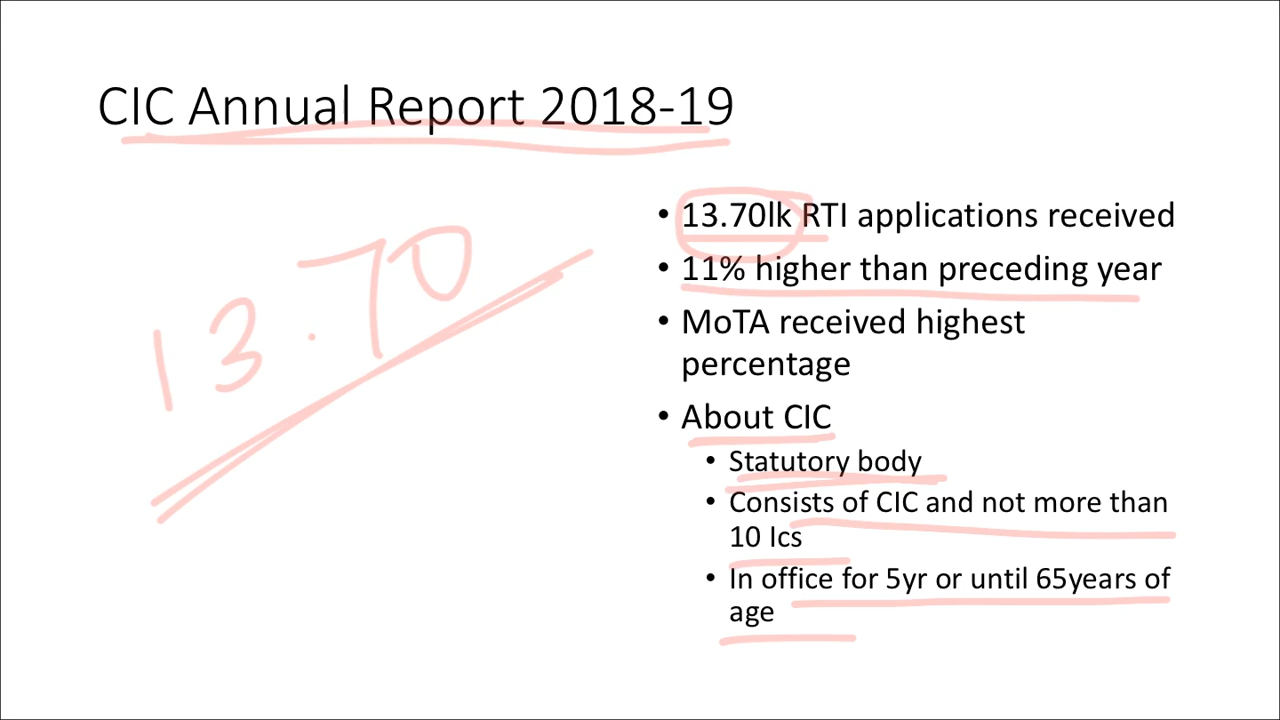 CIC Annual Report 2018-19
13.70
• 13.70lk RTI applications received
• 11% higher than preceding year
• MoTA received highest
percentage
• About CIC
• Statutory body
• Consists of CIC and not more than
10 Ics
• In office for 5yr or until 65years of
age